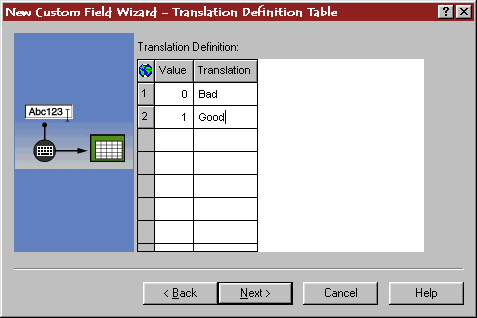 New Custom Field Wizard – Translation Definition Table
Translation Definition:
Value Translation
1 0 Bad
2 1 Good
Abc123
< Back Next > Cancel Help